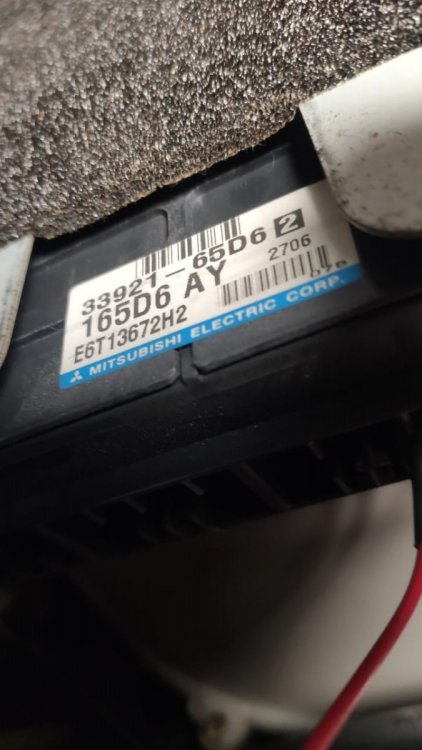 33921-65D6 2
165D6 AY 2706
E6T13672H2
MITSUBISHI ELECTRIC CORP.